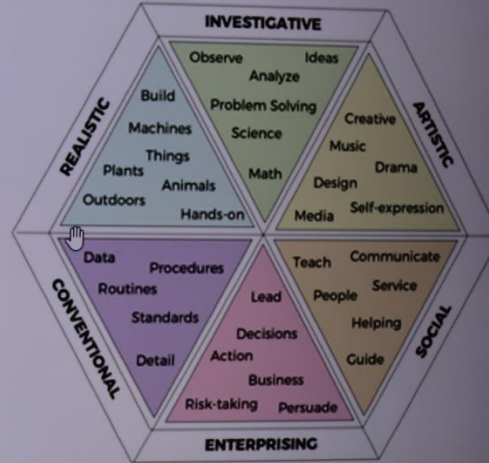 INVESTIGATIVE
Observe
Ideas
Analyze
Problem Solving
Science
Math
REALISTIC
Build
Machines
Things
Plants
Animals
Outdoors
Hands-on
ARTISTIC
Creative
Music
Drama
Design
Self-expression
Media
CONVENTIONAL
Data
Procedures
Routines
Standards
Detail
Lead
Decisions
Action
Business
Risk-taking
Persuade
ENTERPRISING
Teach
Communicate
Service
People
Helping
Guide
SOCIAL